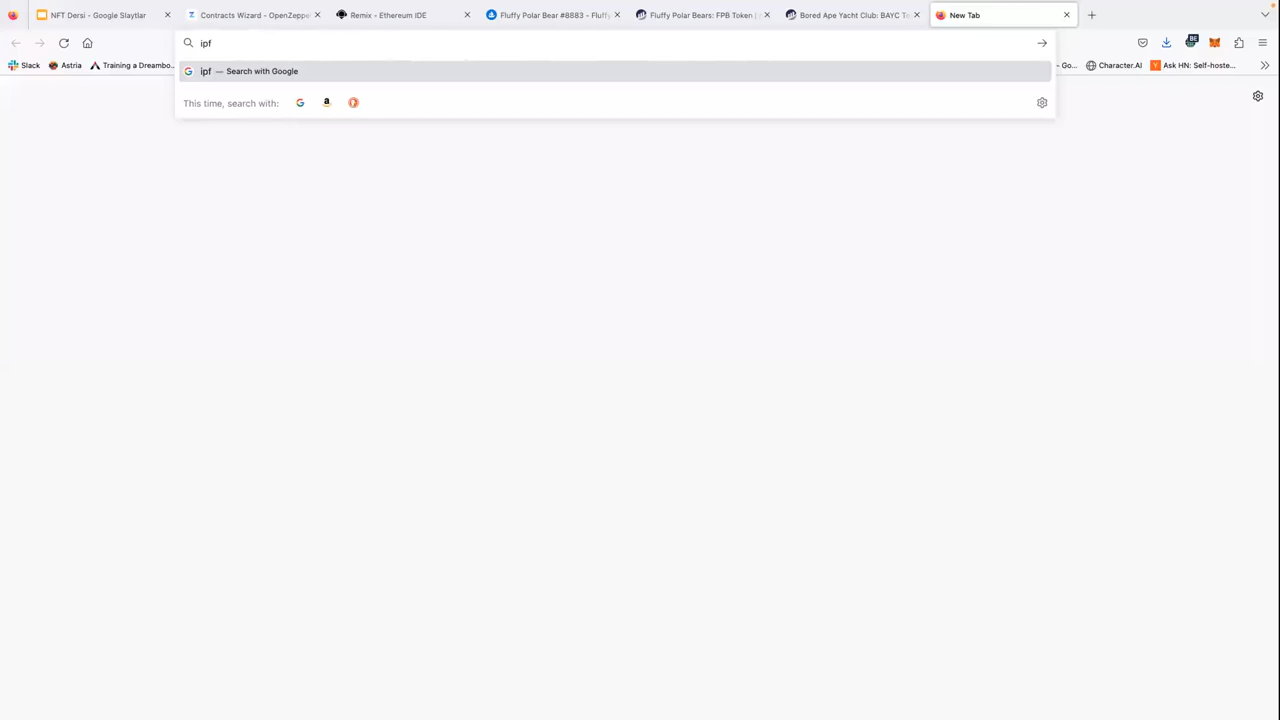 NFT Dersi - Google Slaytlar
Contracts Wizard - OpenZeppe
Remix - Ethereum IDE
Fluffy Polar Bear #8883 - Fluffy
Fluffy Polar Bears: FPB Token |
Bored Ape Yacht Club: BAYC T
New Tab
ipf
Slack
Astria
Training a Dreambo...
- Go...
Character.AI
Ask HN: Self-hoste...
ipf — Search with Google
This time, search with: